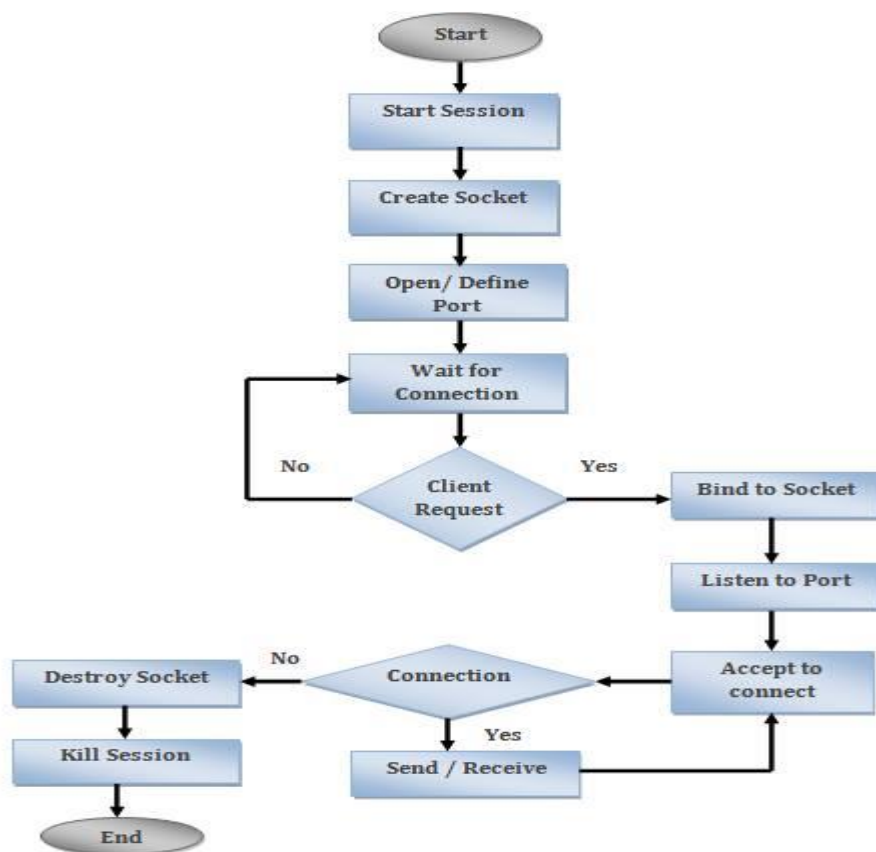 Start
Start Session
Create Socket
Open/ Define
Port
Wait for
Connection
No
Yes
Client
Request
Bind to Socket
Listen to Port
Accept to
connect
Connection
No
Destroy Socket
Yes
Send / Receive
Kill Session
End